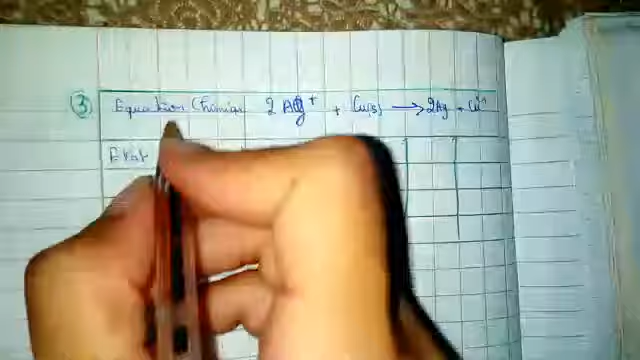 ③ Equation Chimique 2 Ag⁺ + Cu(s) → 2Ag + Cu²⁺
Etat